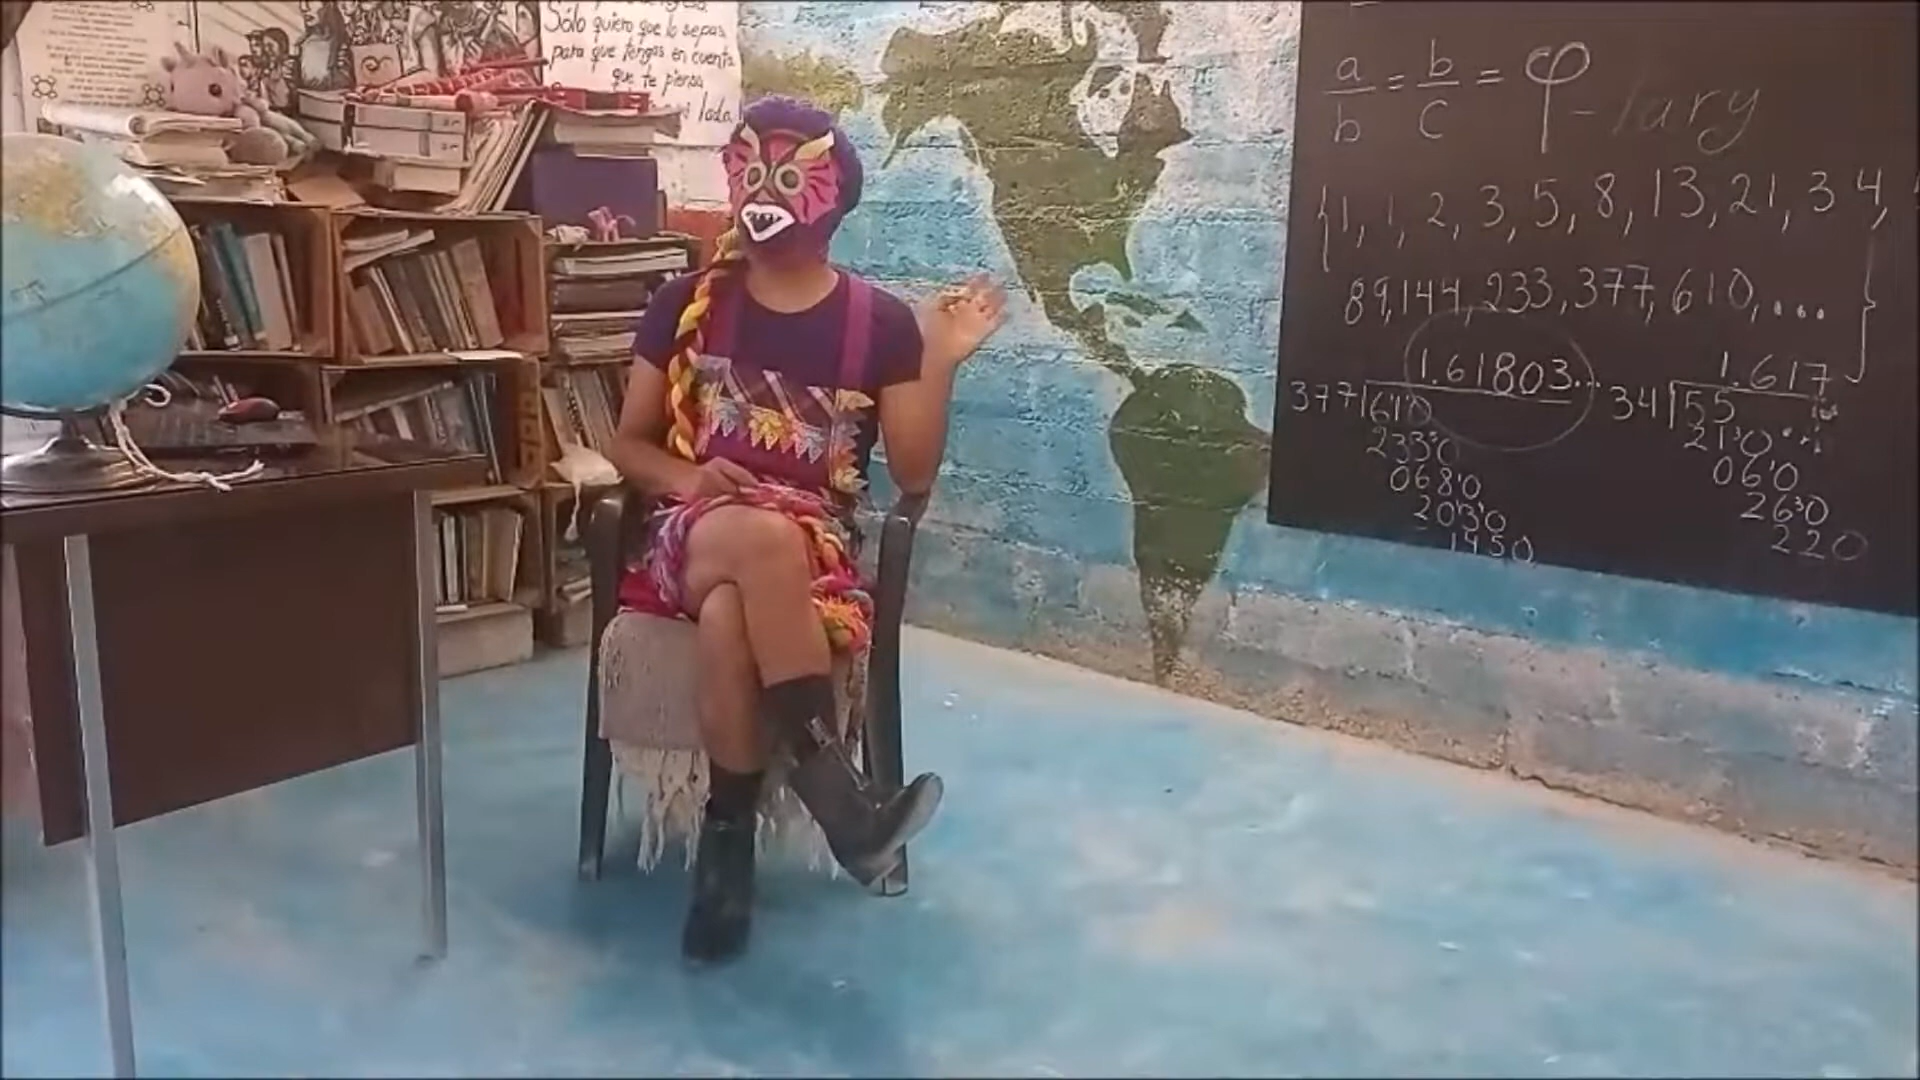 Sólo quiero que lo sepas
para que tengas en cuenta
que te pienso
lado
a/b = b/c = φ-lary
{1, 1, 2, 3, 5, 8, 13, 21, 34,
89, 144, 233, 377, 610, ... }
1.61803...
377 610
2330
0680
2030
1450
1.617
34 55
210
060
260
220